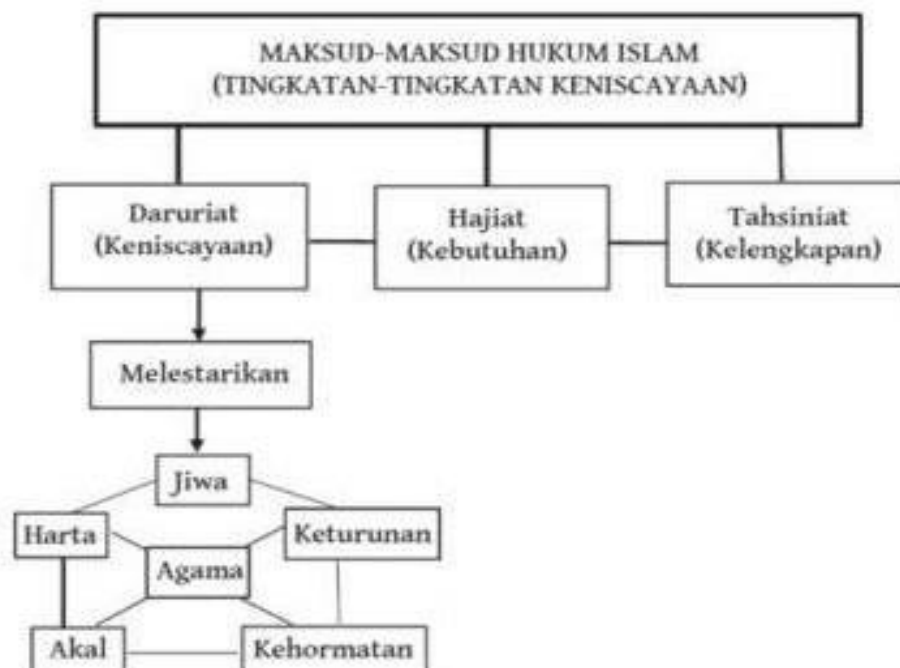 MAKSUD-MAKSUD HUKUM ISLAM
(TINGKATAN-TINGKATAN KENISCAYAAN)
Daruriat
(Keniscayaan)
Hajiat
(Kebutuhan)
Tahsiniat
(Kelengkapan)
Melestarikan
Jiwa
Harta
Keturunan
Agama
Akal
Kehormatan